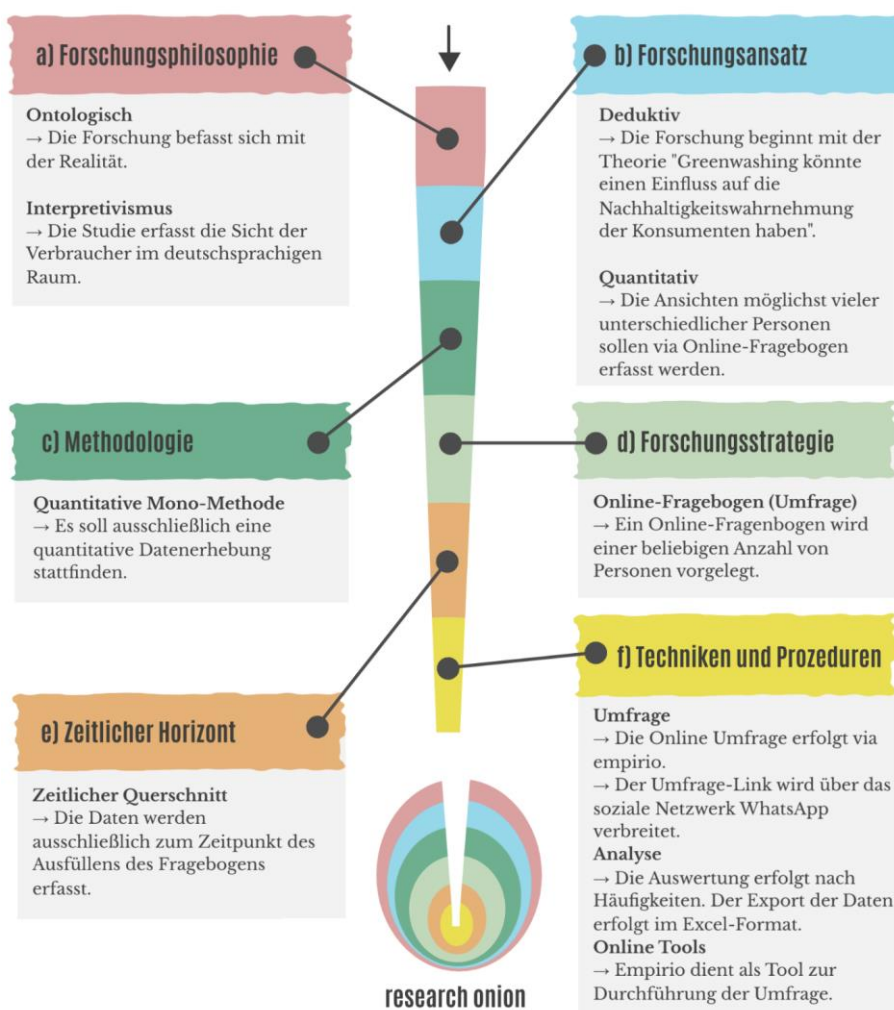 a) Forschungsphilosophie
Ontologisch
→ Die Forschung befasst sich mit
der Realität.
Interpretivismus
→ Die Studie erfasst die Sicht der
Verbraucher im deutschsprachigen
Raum.
b) Forschungsansatz
Deduktiv
→ Die Forschung beginnt mit der
Theorie "Greenwashing könnte
einen Einfluss auf die
Nachhaltigkeitswahrnehmung
der Konsumenten haben".
Quantitativ
→ Die Ansichten möglichst vieler
unterschiedlicher Personen
sollen via Online-Fragebogen
erfasst werden.
c) Methodologie
Quantitative Mono-Methode
→ Es soll ausschließlich eine
quantitative Datenerhebung
stattfinden.
d) Forschungsstrategie
Online-Fragebogen (Umfrage)
→ Ein Online-Fragenbogen wird
einer beliebigen Anzahl von
Personen vorgelegt.
e) Zeitlicher Horizont
Zeitlicher Querschnitt
→ Die Daten werden
ausschließlich zum Zeitpunkt des
Ausfüllens des Fragebogens
erfasst.
f) Techniken und Prozeduren
Umfrage
→ Die Online Umfrage erfolgt via
empirio.
→ Der Umfrage-Link wird über das
soziale Netzwerk WhatsApp
verbreitet.
Analyse
→ Die Auswertung erfolgt nach
Häufigkeiten. Der Export der Daten
erfolgt im Excel-Format.
Online Tools
→ Empirio dient als Tool zur
Durchführung der Umfrage.
research onion